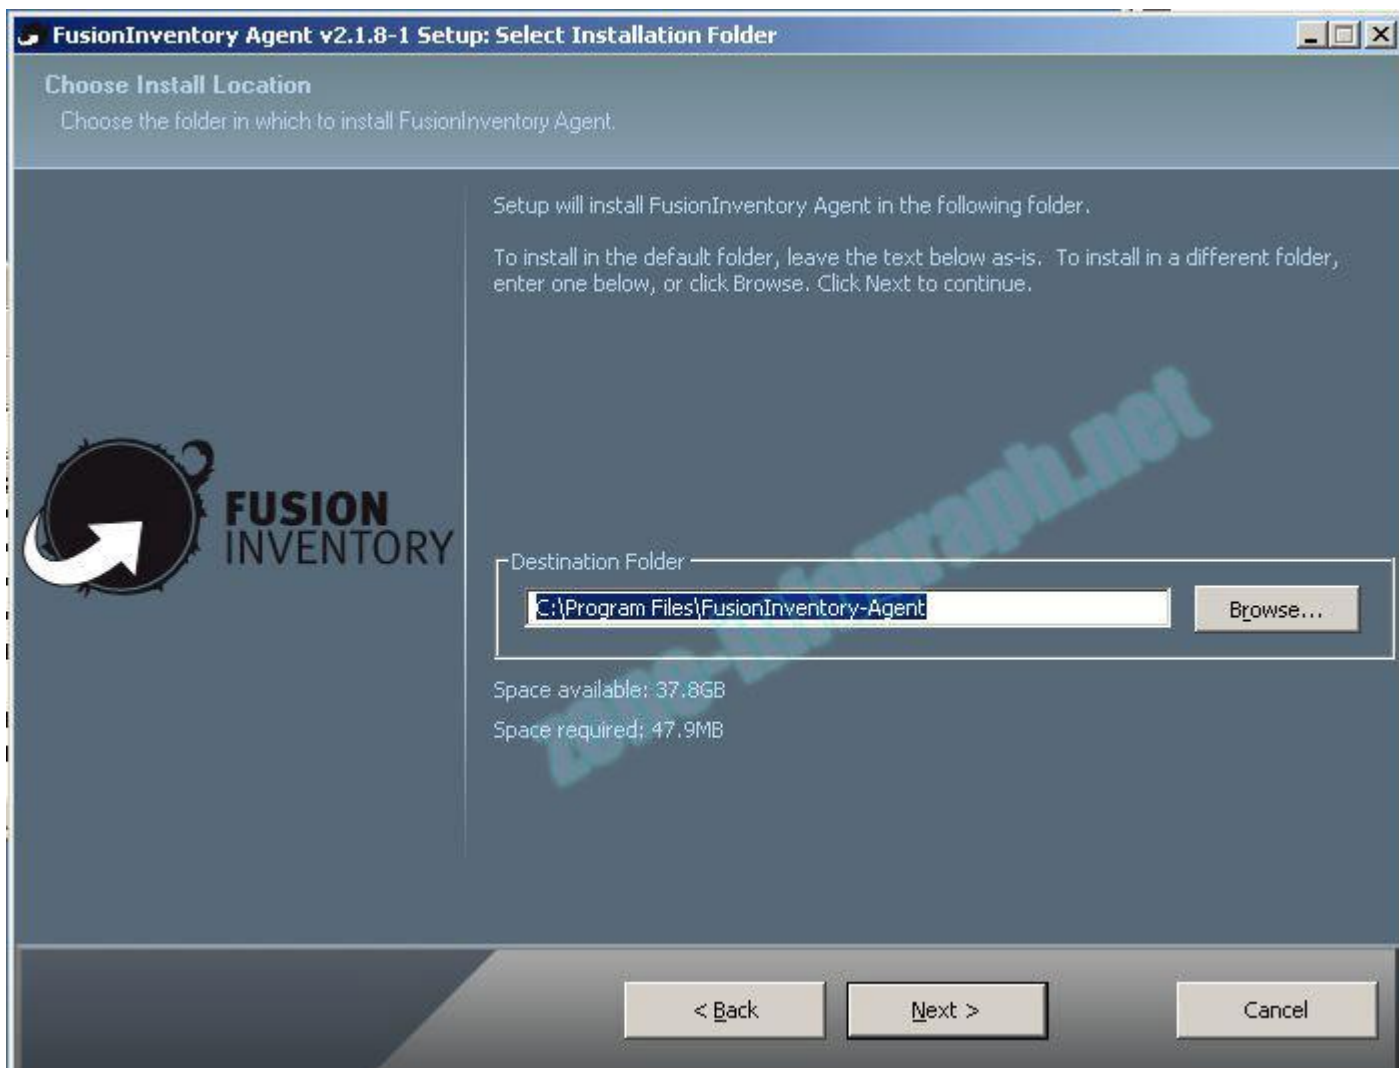 FusionInventory Agent v2.1.8-1 Setup: Select Installation Folder
Choose Install Location
Choose the folder in which to install FusionInventory Agent.
Setup will install FusionInventory Agent in the following folder.
To install in the default folder, leave the text below as-is. To install in a different folder,
enter one below, or click Browse. Click Next to continue.
FUSION
INVENTORY
Destination Folder
C:\Program Files\FusionInventory-Agent
Browse...
Space available: 37.8GB
Space required: 47.9MB
zone-infograph.net
< Back
Next >
Cancel